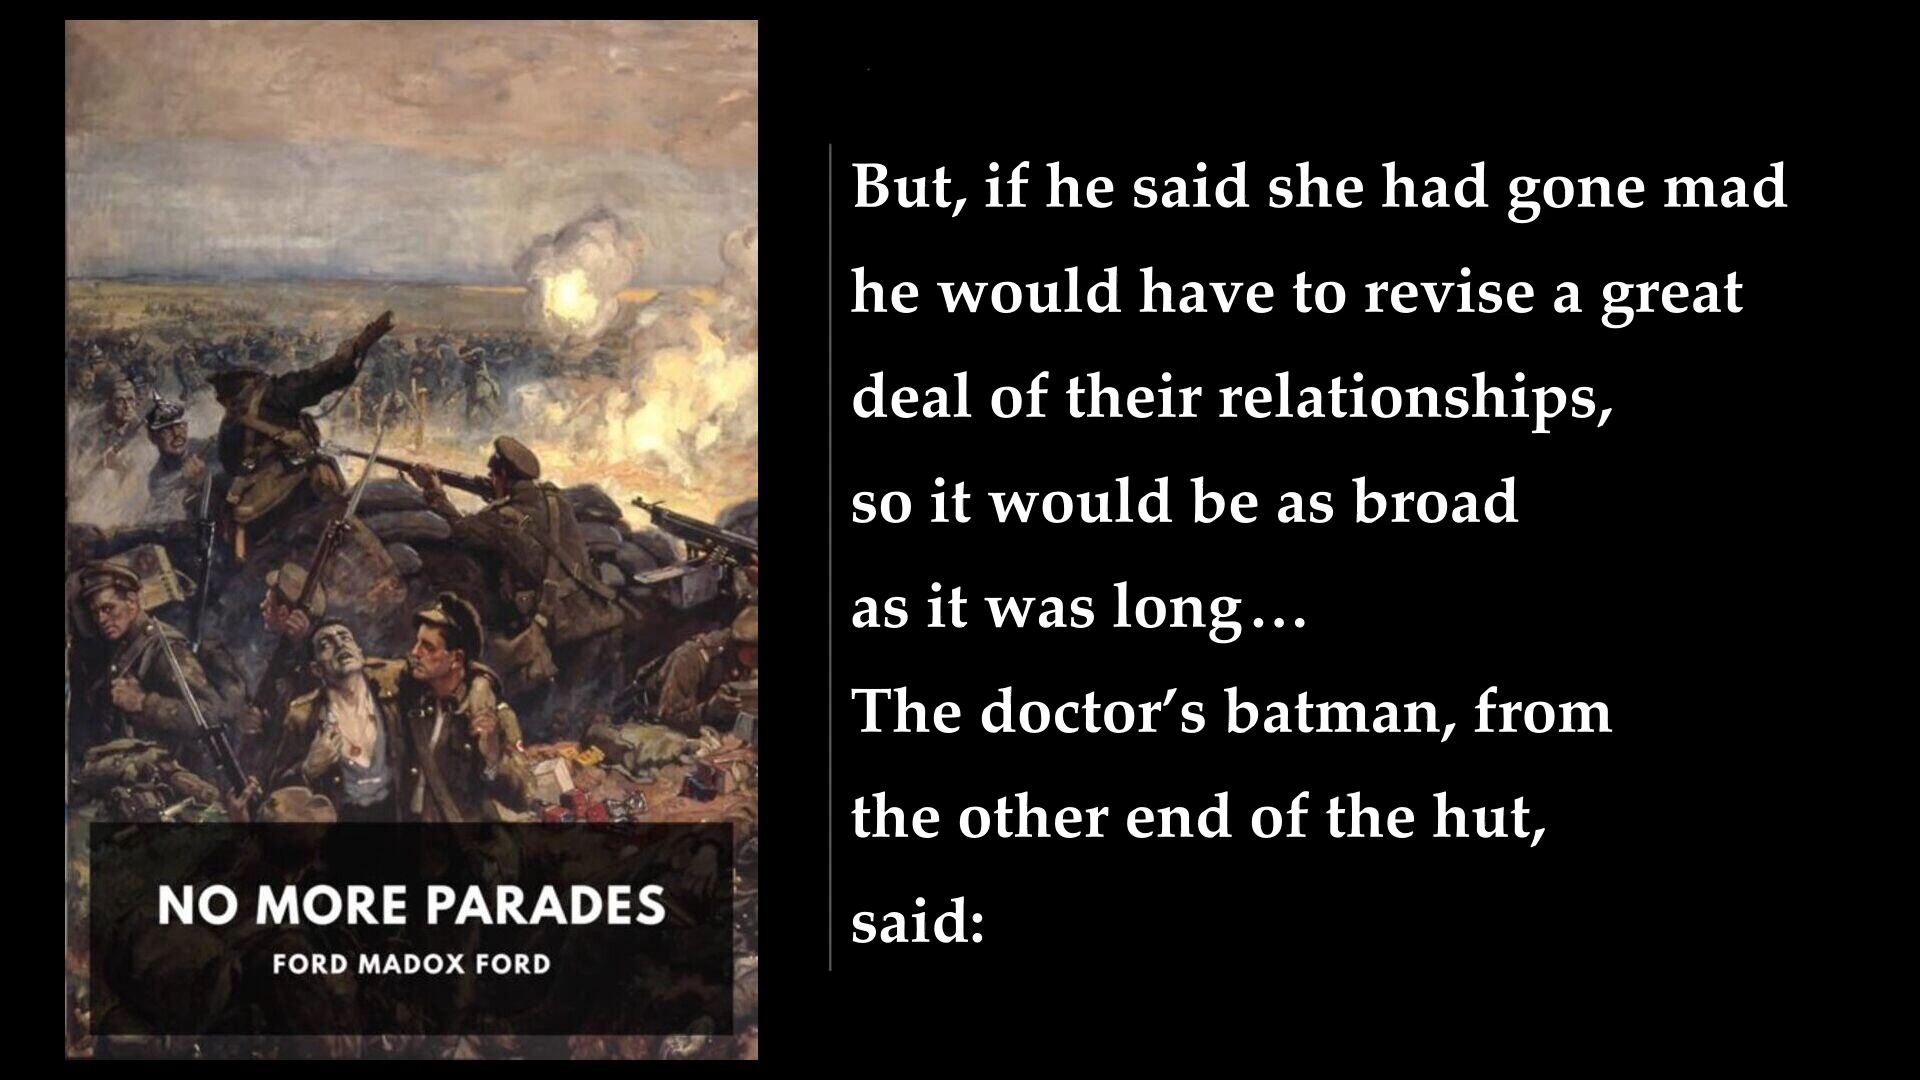 NO MORE PARADES
FORD MADOX FORD
But, if he said she had gone mad
he would have to revise a great
deal of their relationships,
so it would be as broad
as it was long…
The doctor’s batman, from
the other end of the hut,
said: